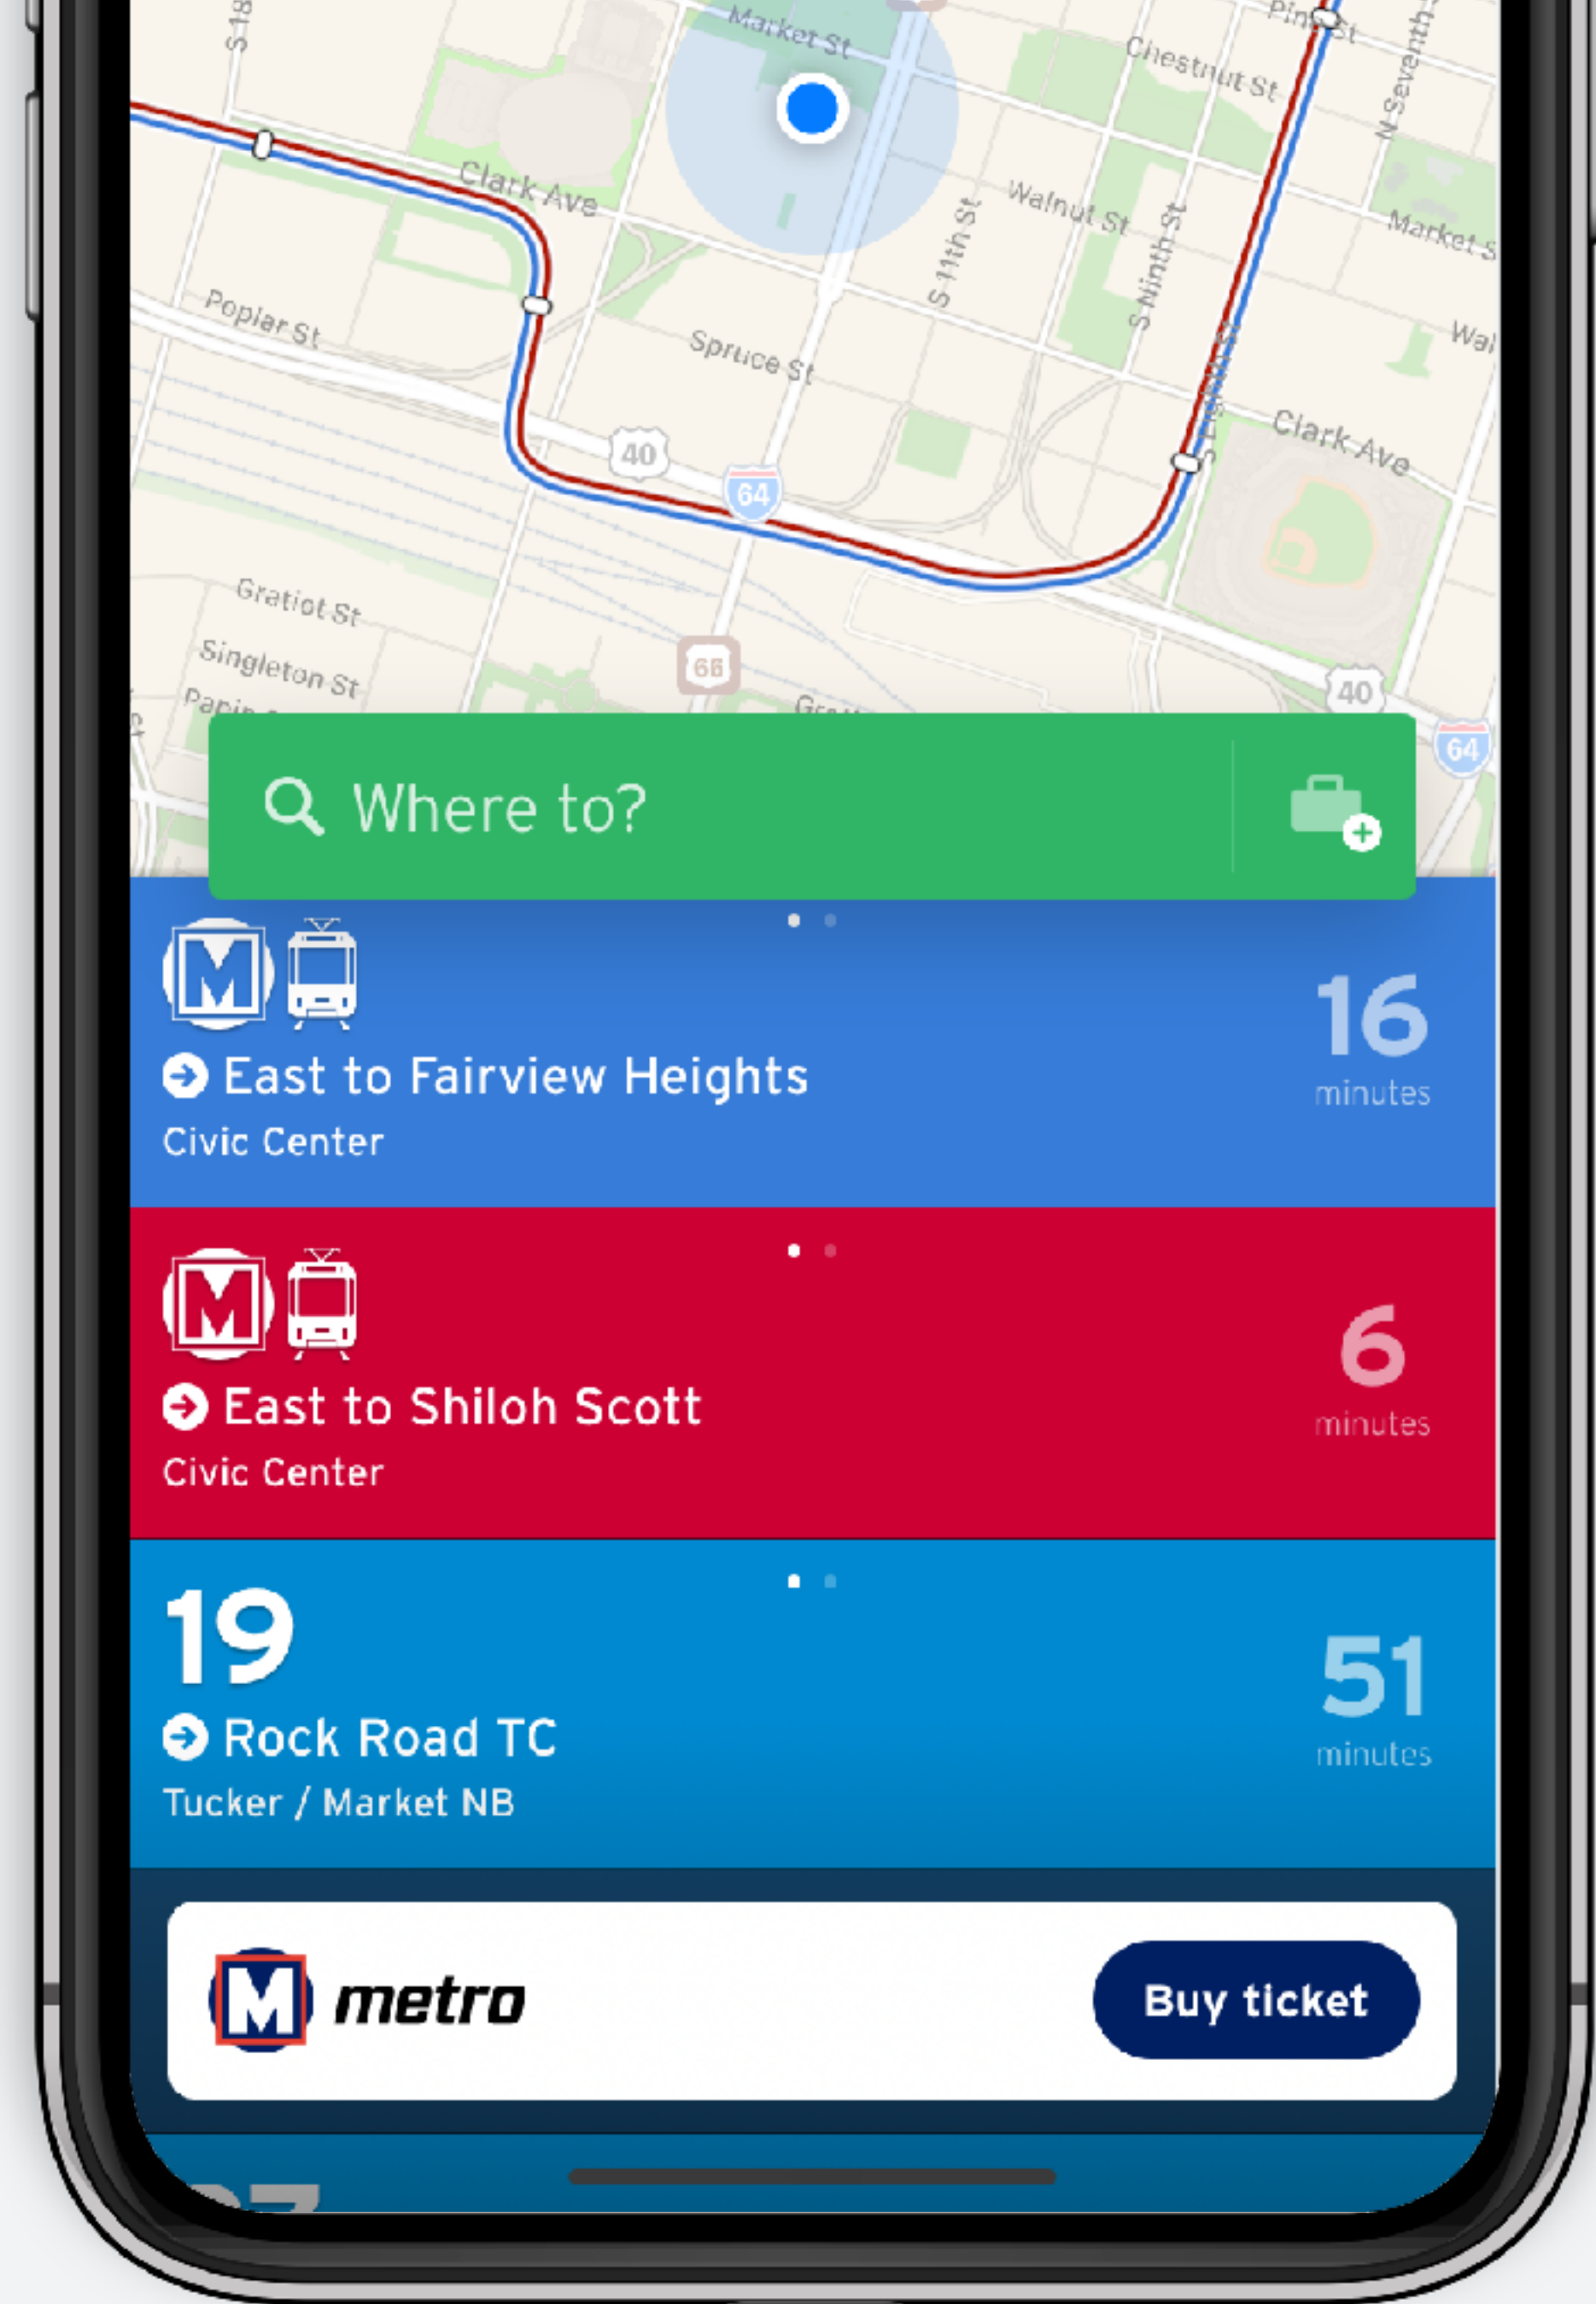 Market St
Pine St
Chestnut St
N Seventh
Clark Ave
Walnut St
S 11th St
S Ninth St
Market S
Poplar St
Spruce St
S Eighth St
Wal
Clark Ave
40
64
Gratiot St
Singleton St
66
40
64
Where to?
M
16
minutes
East to Fairview Heights
Civic Center
M
6
minutes
East to Shiloh Scott
Civic Center
19
51
minutes
Rock Road TC
Tucker / Market NB
M metro
Buy ticket